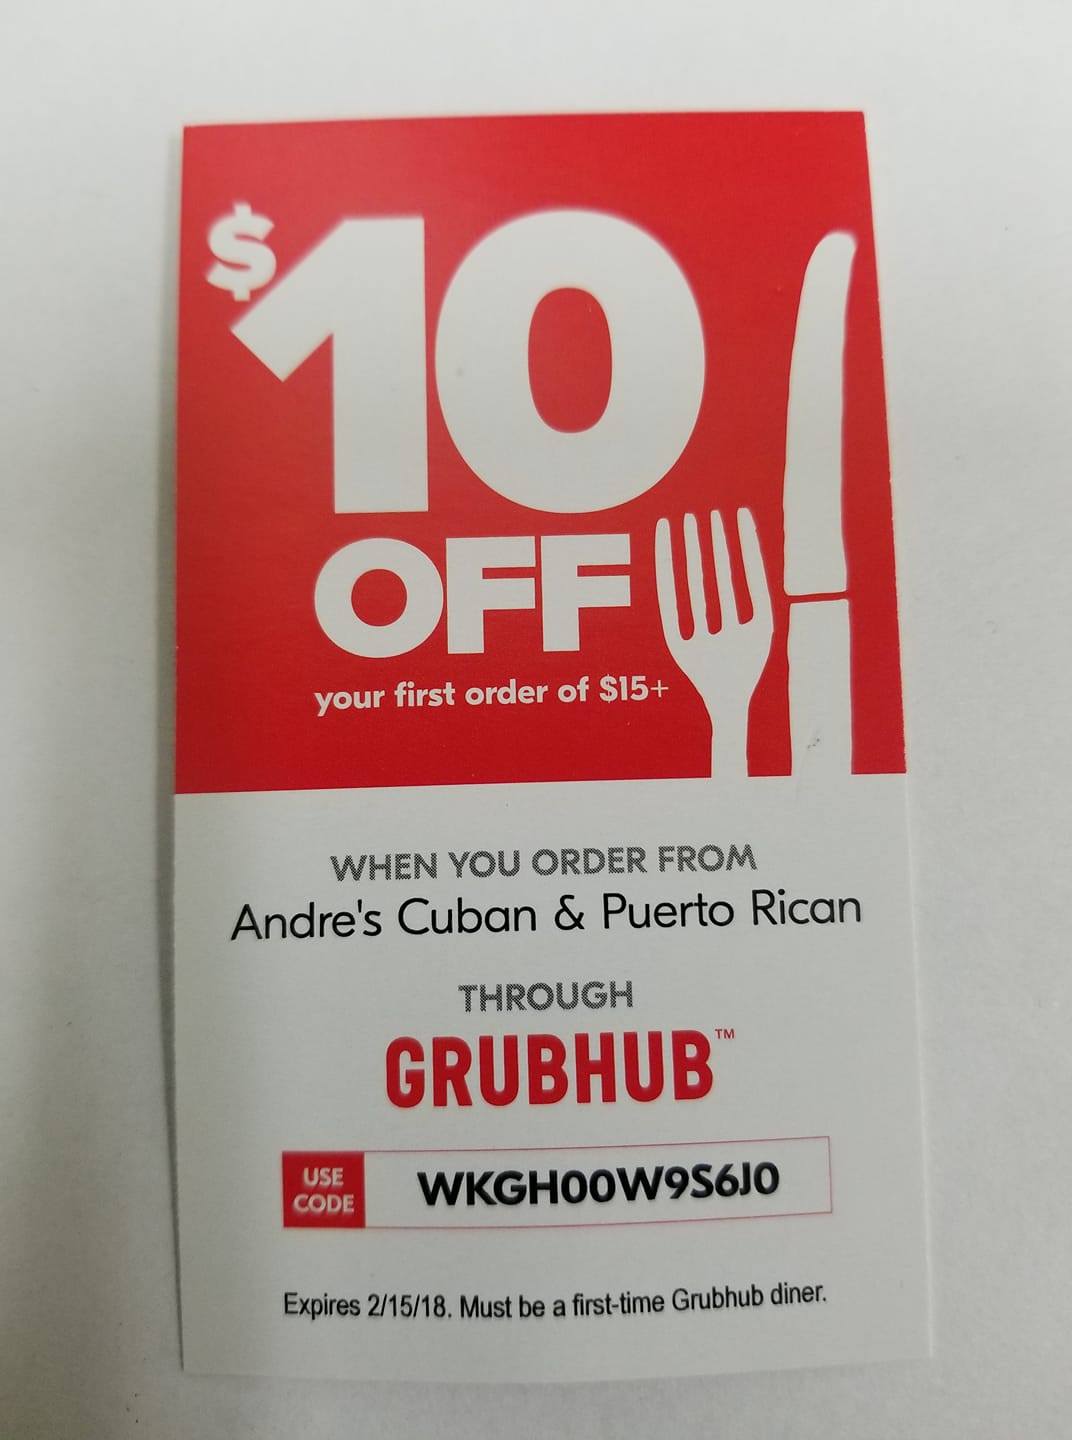 $10
OFF
your first order of $15+
WHEN YOU ORDER FROM
Andre's Cuban & Puerto Rican
THROUGH
GRUBHUB™
USE
CODE
WKGH00W9S6J0
Expires 2/15/18. Must be a first-time Grubhub diner.